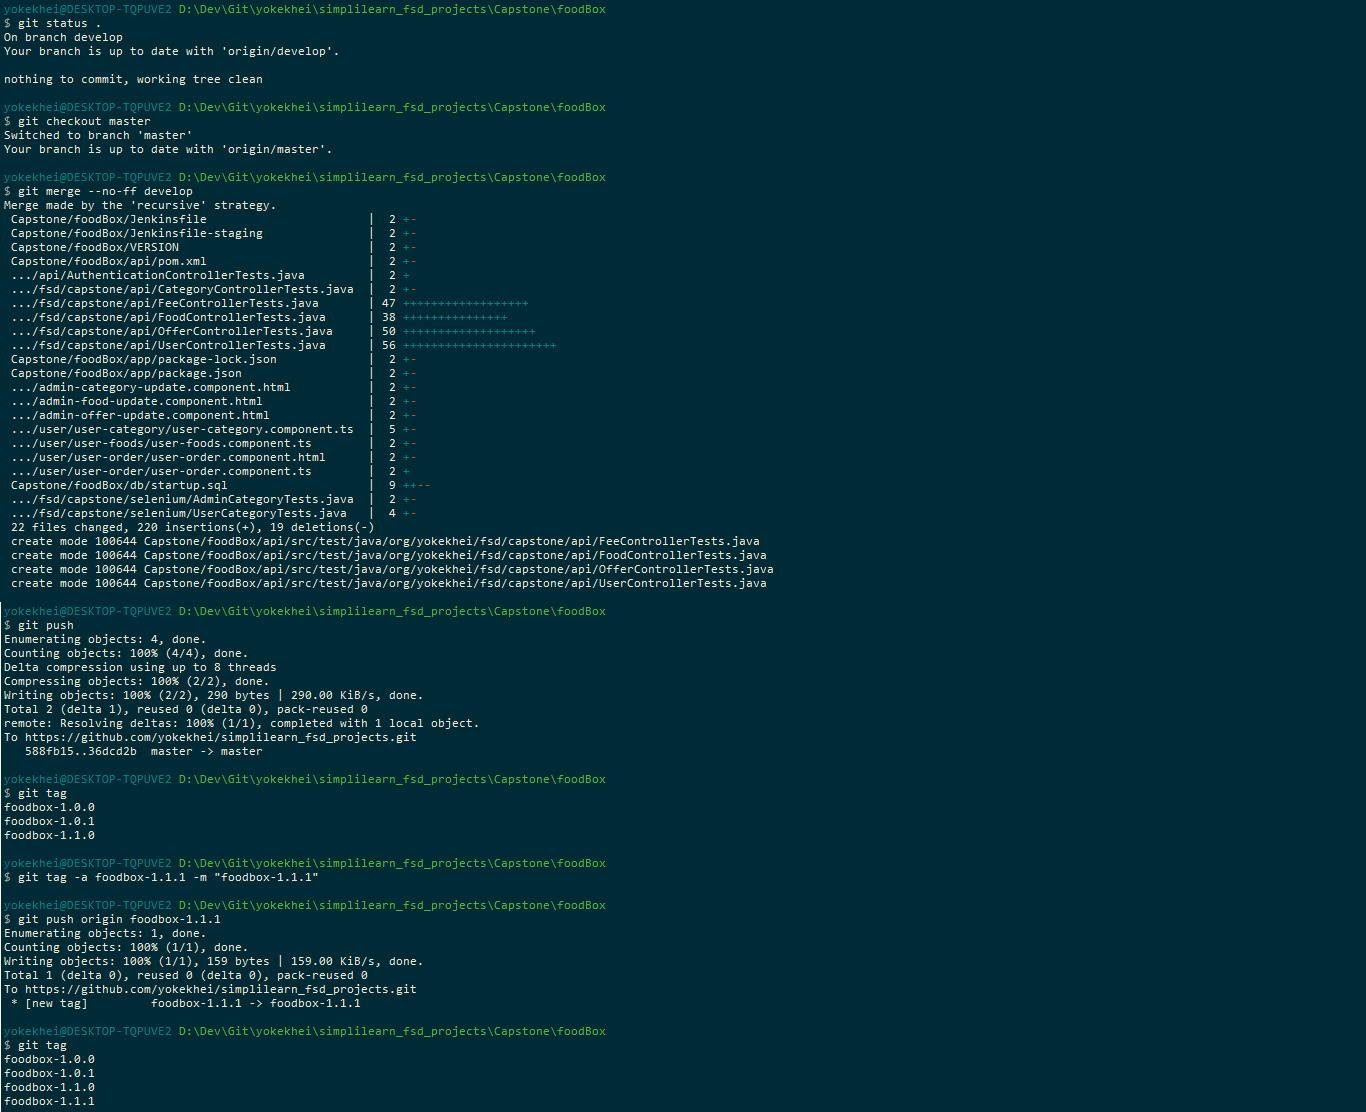 yokekhei@DESKTOP-TQPUVE2 D:\Dev\Git\yokekhei\simplilearn_fsd_projects\Capstone\foodBox
$ git status .
On branch develop
Your branch is up to date with 'origin/develop'.
nothing to commit, working tree clean
yokekhei@DESKTOP-TQPUVE2 D:\Dev\Git\yokekhei\simplilearn_fsd_projects\Capstone\foodBox
$ git checkout master
Switched to branch 'master'
Your branch is up to date with 'origin/master'.
yokekhei@DESKTOP-TQPUVE2 D:\Dev\Git\yokekhei\simplilearn_fsd_projects\Capstone\foodBox
$ git merge --no-ff develop
Merge made by the 'recursive' strategy.
 Capstone/foodBox/Jenkinsfile                       |  2 +-
 Capstone/foodBox/Jenkinsfile-staging               |  2 +-
 Capstone/foodBox/VERSION                           |  2 +-
 Capstone/foodBox/api/pom.xml                       |  2 +-
 .../api/AuthenticationControllerTests.java         |  2 +
 .../fsd/capstone/api/CategoryControllerTests.java  |  2 +-
 .../fsd/capstone/api/FeeControllerTests.java       | 47 ++++++++++++++++++
 .../fsd/capstone/api/FoodControllerTests.java      | 38 +++++++++++++++
 .../fsd/capstone/api/OfferControllerTests.java     | 50 +++++++++++++++++++
 .../fsd/capstone/api/UserControllerTests.java      | 56 ++++++++++++++++++++++
 Capstone/foodBox/app/package-lock.json             |  2 +-
 Capstone/foodBox/app/package.json                  |  2 +-
 .../admin-category-update.component.html           |  2 +-
 .../admin-food-update.component.html               |  2 +-
 .../admin-offer-update.component.html              |  2 +-
 .../user/user-category/user-category.component.ts  |  5 +-
 .../user/user-foods/user-foods.component.ts        |  2 +-
 .../user/user-order/user-order.component.html      |  2 +-
 .../user/user-order/user-order.component.ts        |  2 +
 Capstone/foodBox/db/startup.sql                    |  9 ++--
 .../fsd/capstone/selenium/AdminCategoryTests.java  |  2 +-
 .../fsd/capstone/selenium/UserCategoryTests.java   |  4 +-
 22 files changed, 220 insertions(+), 19 deletions(-)
 create mode 100644 Capstone/foodBox/api/src/test/java/org/yokekhei/fsd/capstone/api/FeeControllerTests.java
 create mode 100644 Capstone/foodBox/api/src/test/java/org/yokekhei/fsd/capstone/api/FoodControllerTests.java
 create mode 100644 Capstone/foodBox/api/src/test/java/org/yokekhei/fsd/capstone/api/OfferControllerTests.java
 create mode 100644 Capstone/foodBox/api/src/test/java/org/yokekhei/fsd/capstone/api/UserControllerTests.java
yokekhei@DESKTOP-TQPUVE2 D:\Dev\Git\yokekhei\simplilearn_fsd_projects\Capstone\foodBox
$ git push
Enumerating objects: 4, done.
Counting objects: 100% (4/4), done.
Delta compression using up to 8 threads
Compressing objects: 100% (2/2), done.
Writing objects: 100% (2/2), 290 bytes | 290.00 KiB/s, done.
Total 2 (delta 1), reused 0 (delta 0), pack-reused 0
remote: Resolving deltas: 100% (1/1), completed with 1 local object.
To https://github.com/yokekhei/simplilearn_fsd_projects.git
   588fb15..36dcd2b  master -> master
yokekhei@DESKTOP-TQPUVE2 D:\Dev\Git\yokekhei\simplilearn_fsd_projects\Capstone\foodBox
$ git tag
foodbox-1.0.0
foodbox-1.0.1
foodbox-1.1.0
yokekhei@DESKTOP-TQPUVE2 D:\Dev\Git\yokekhei\simplilearn_fsd_projects\Capstone\foodBox
$ git tag -a foodbox-1.1.1 -m "foodbox-1.1.1"
yokekhei@DESKTOP-TQPUVE2 D:\Dev\Git\yokekhei\simplilearn_fsd_projects\Capstone\foodBox
$ git push origin foodbox-1.1.1
Enumerating objects: 1, done.
Counting objects: 100% (1/1), done.
Writing objects: 100% (1/1), 159 bytes | 159.00 KiB/s, done.
Total 1 (delta 0), reused 0 (delta 0), pack-reused 0
To https://github.com/yokekhei/simplilearn_fsd_projects.git
 * [new tag]         foodbox-1.1.1 -> foodbox-1.1.1
yokekhei@DESKTOP-TQPUVE2 D:\Dev\Git\yokekhei\simplilearn_fsd_projects\Capstone\foodBox
$ git tag
foodbox-1.0.0
foodbox-1.0.1
foodbox-1.1.0
foodbox-1.1.1